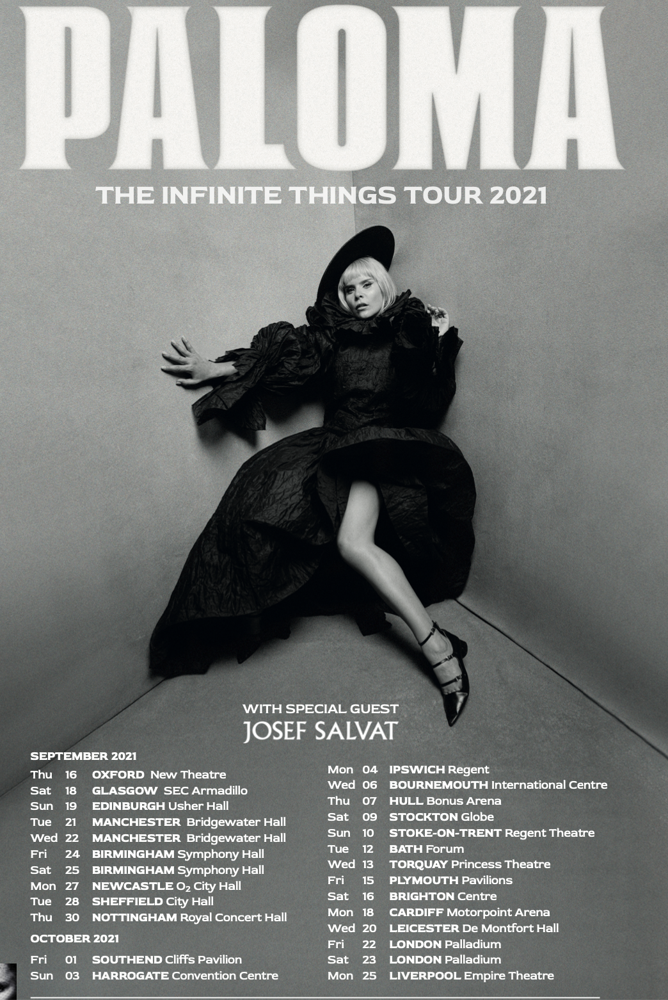 PALOMA
THE INFINITE THINGS TOUR 2021
WITH SPECIAL GUEST
JOSEF SALVAT
SEPTEMBER 2021
Thu 16 OXFORD New Theatre
Sat 18 GLASGOW SEC Armadillo
Sun 19 EDINBURGH Usher Hall
Tue 21 MANCHESTER Bridgewater Hall
Wed 22 MANCHESTER Bridgewater Hall
Fri 24 BIRMINGHAM Symphony Hall
Sat 25 BIRMINGHAM Symphony Hall
Mon 27 NEWCASTLE O₂ City Hall
Tue 28 SHEFFIELD City Hall
Thu 30 NOTTINGHAM Royal Concert Hall
OCTOBER 2021
Fri 01 SOUTHEND Cliffs Pavilion
Sun 03 HARROGATE Convention Centre
Mon 04 IPSWICH Regent
Wed 06 BOURNEMOUTH International Centre
Thu 07 HULL Bonus Arena
Sat 09 STOCKTON Globe
Sun 10 STOKE-ON-TRENT Regent Theatre
Tue 12 BATH Forum
Wed 13 TORQUAY Princess Theatre
Fri 15 PLYMOUTH Pavilions
Sat 16 BRIGHTON Centre
Mon 18 CARDIFF Motorpoint Arena
Wed 20 LEICESTER De Montfort Hall
Fri 22 LONDON Palladium
Sat 23 LONDON Palladium
Mon 25 LIVERPOOL Empire Theatre